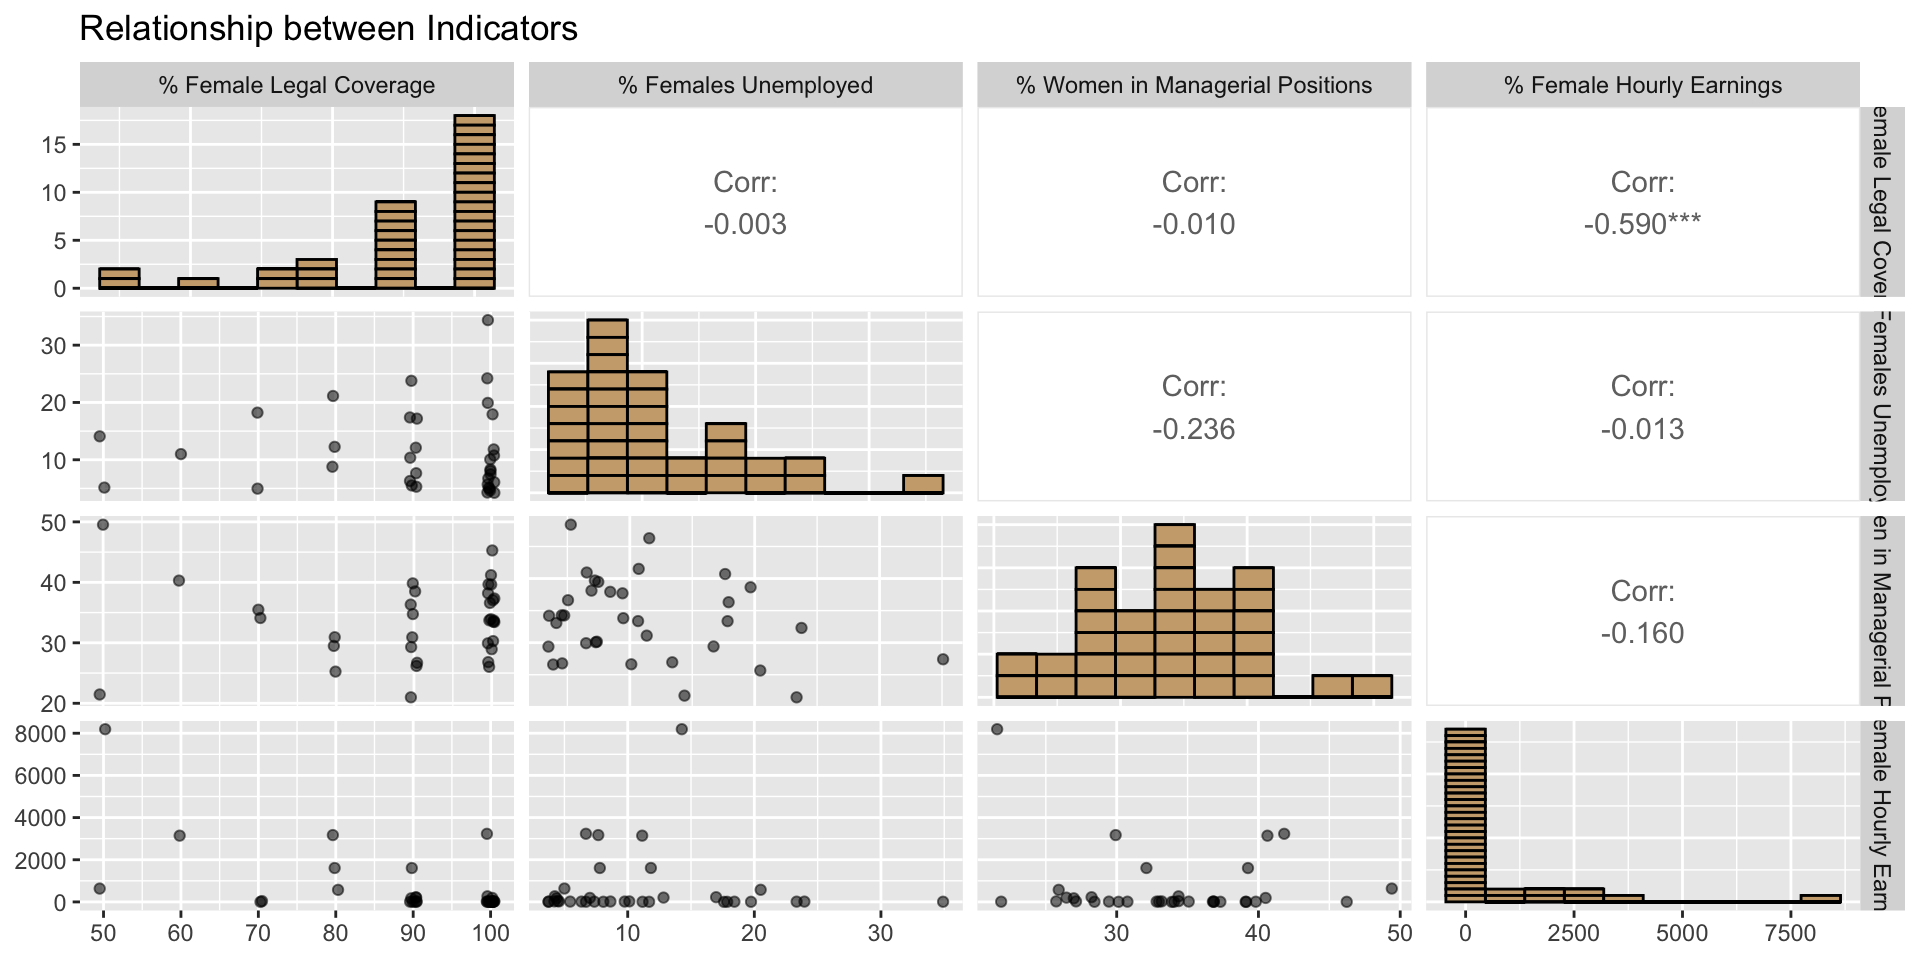 Relationship between Indicators
% Female Legal Coverage
% Females Unemployed
% Women in Managerial Positions
% Female Hourly Earnings
15
10
5
0
Corr:
-0.003
Corr:
-0.010
Corr:
-0.590***
emale Legal Cover
30
20
10
Corr:
-0.236
Corr:
-0.013
Females Unemploy
50
40
30
20
Corr:
-0.160
en in Managerial P
8000
6000
4000
2000
0
emale Hourly Earn
50 60 70 80 90 100
10 20 30
30 40 50
0 2500 5000 7500